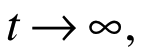 t → ∞,